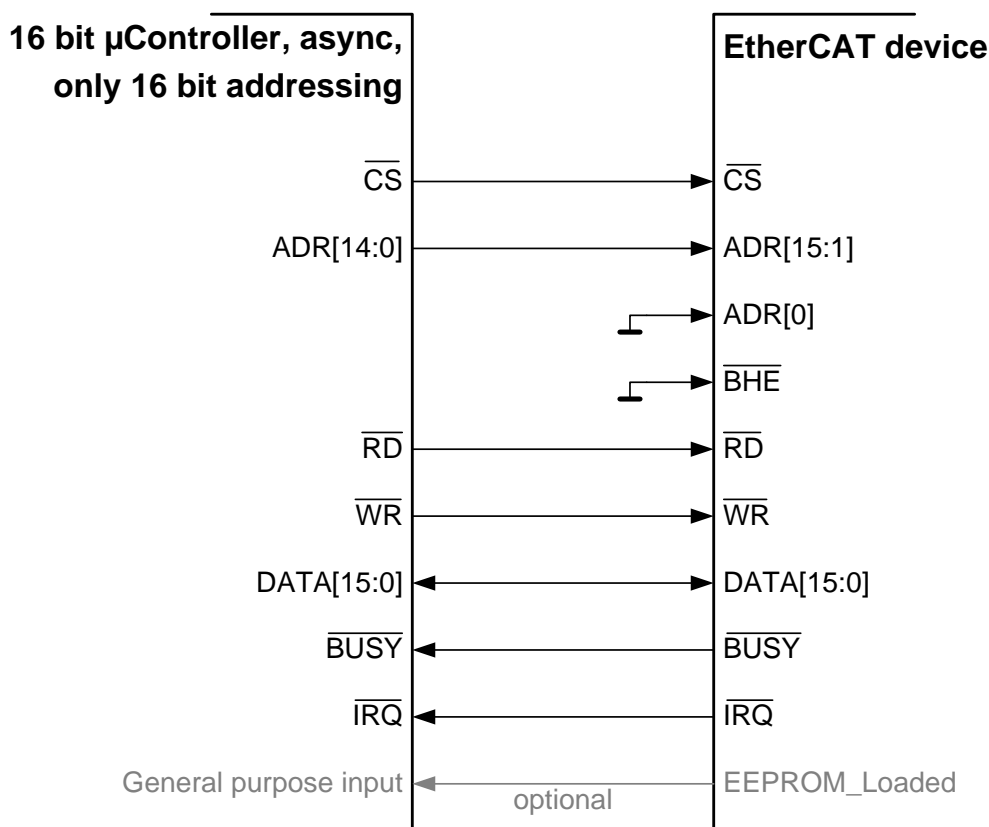 16 bit µController, async,
only 16 bit addressing
EtherCAT device
CS CS
ADR[14:0] ADR[15:1]
ADR[0]
BHE
RD RD
WR WR
DATA[15:0] DATA[15:0]
BUSY BUSY
IRQ IRQ
General purpose input optional EEPROM_Loaded